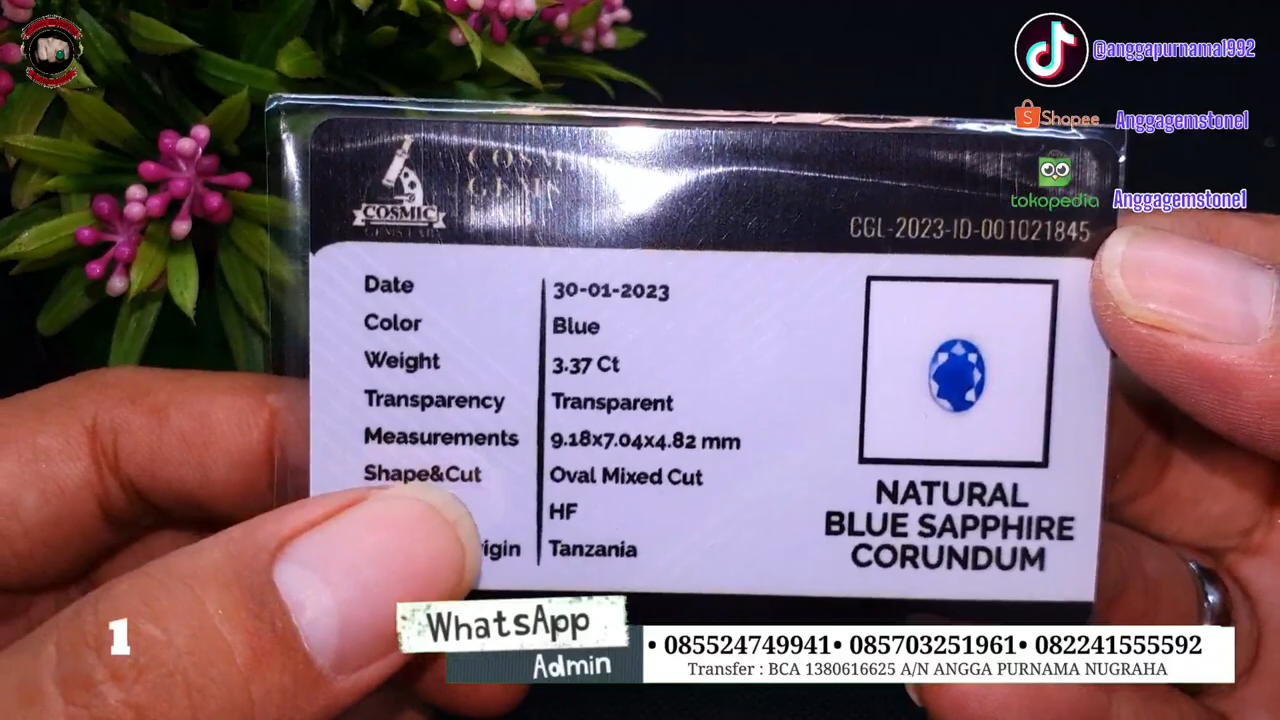 @anggapurnama1992
Shopee Anggagemstone1
tokopedia Anggagemstone1
COSMIC
GEMS LAB
CGL-2023-ID-001021845
Date 30-01-2023
Color Blue
Weight 3.37 Ct
Transparency Transparent
Measurements 9.18x7.04x4.82 mm
Shape&Cut Oval Mixed Cut
HF
Tanzania
NATURAL
BLUE SAPPHIRE
CORUNDUM
1
WhatsApp
Admin
• 085524749941• 085703251961• 082241555592
Transfer : BCA 1380616625 A/N ANGGA PURNAMA NUGRAHA